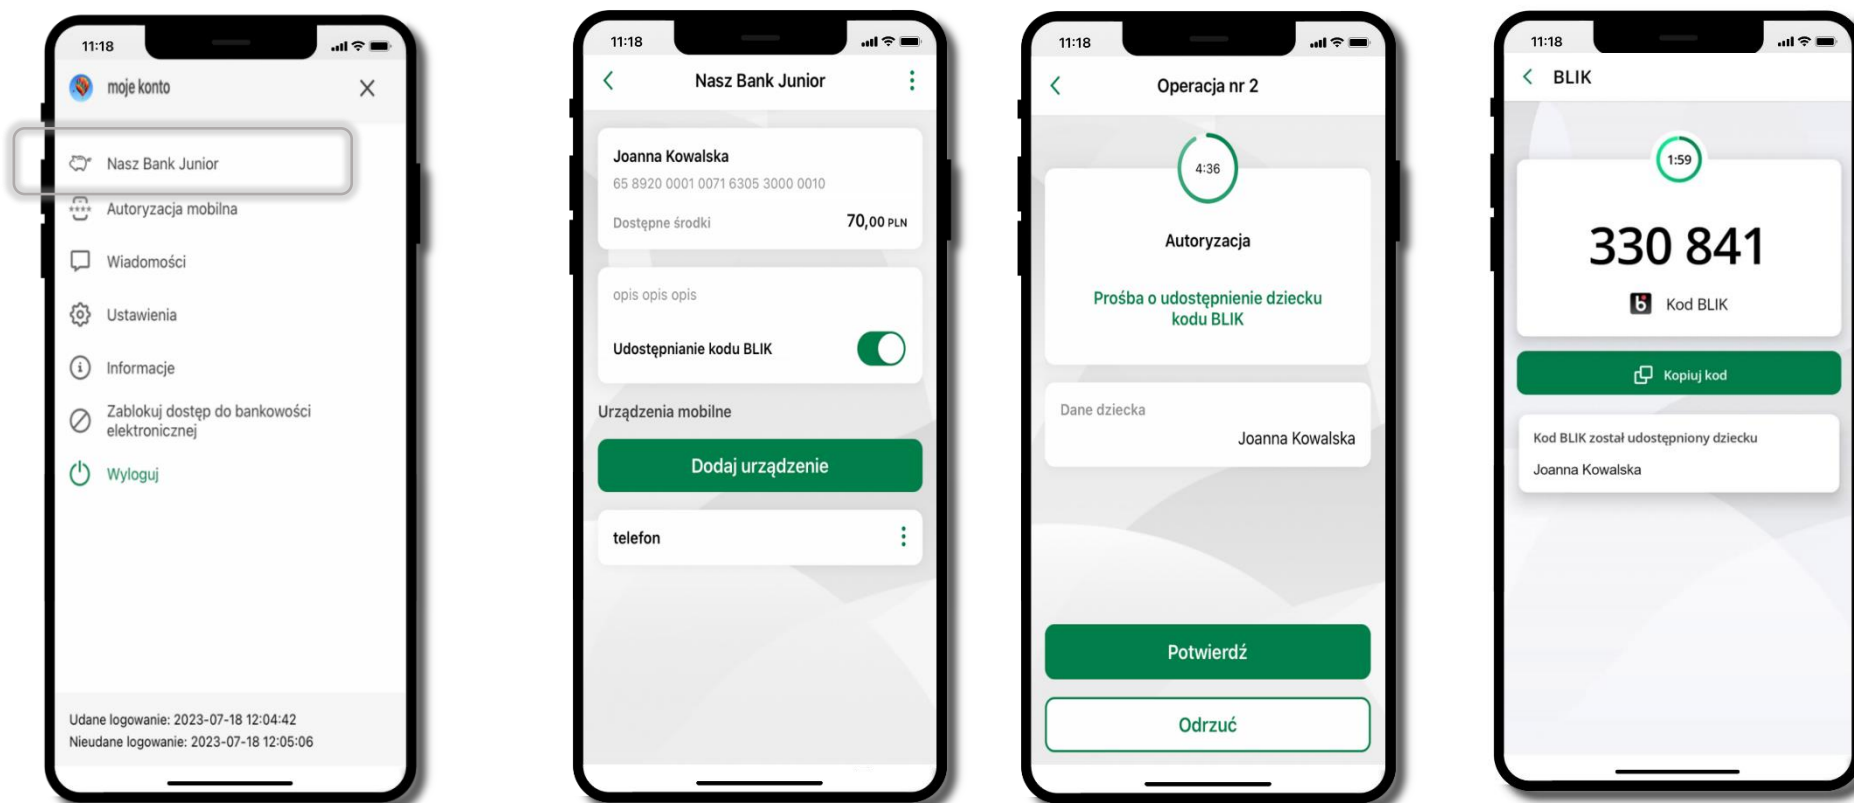 11:18
moje konto
Nasz Bank Junior
Autoryzacja mobilna
Wiadomości
Ustawienia
Informacje
Zablokuj dostęp do bankowości
elektronicznej
Wyloguj
Udane logowanie: 2023-07-18 12:04:42
Nieudane logowanie: 2023-07-18 12:05:06
11:18
Nasz Bank Junior
Joanna Kowalska
65 8920 0001 0071 6305 3000 0010
Dostępne środki 70,00 PLN
opis opis opis
Udostępnianie kodu BLIK
Urządzenia mobilne
Dodaj urządzenie
telefon
11:18
Operacja nr 2
4:36
Autoryzacja
Prośba o udostępnienie dziecku
kodu BLIK
Dane dziecka
Joanna Kowalska
Potwierdź
Odrzuć
11:18
BLIK
1:59
330 841
Kod BLIK
Kopiuj kod
Kod BLIK został udostępniony dziecku
Joanna Kowalska